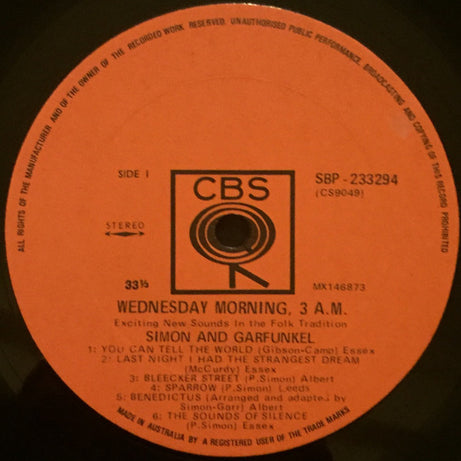 ALL RIGHTS OF THE MANUFACTURER AND OF THE OWNER OF THE RECORDED WORK RESERVED. UNAUTHORISED PUBLIC PERFORMANCE, BROADCASTING AND COPYING OF THIS RECORD PROHIBITED
SIDE I
CBS
SBP - 233294
(CS9049)
STEREO
33⅓
MX146873
WEDNESDAY MORNING, 3 A.M.
Exciting New Sounds In the Folk Tradition
SIMON AND GARFUNKEL
1: YOU CAN TELL THE WORLD (Gibson-Camp) Essex
2: LAST NIGHT I HAD THE STRANGEST DREAM
(McCurdy) Essex
3: BLEECKER STREET (P.Simon) Albert
4: SPARROW (P.Simon) Leeds
5: BENEDICTUS (Arranged and adapted by
Simon-Garr) Albert
6: THE SOUNDS OF SILENCE
(P.Simon) Essex
MADE IN AUSTRALIA BY A REGISTERED USER OF THE TRADE MARKS